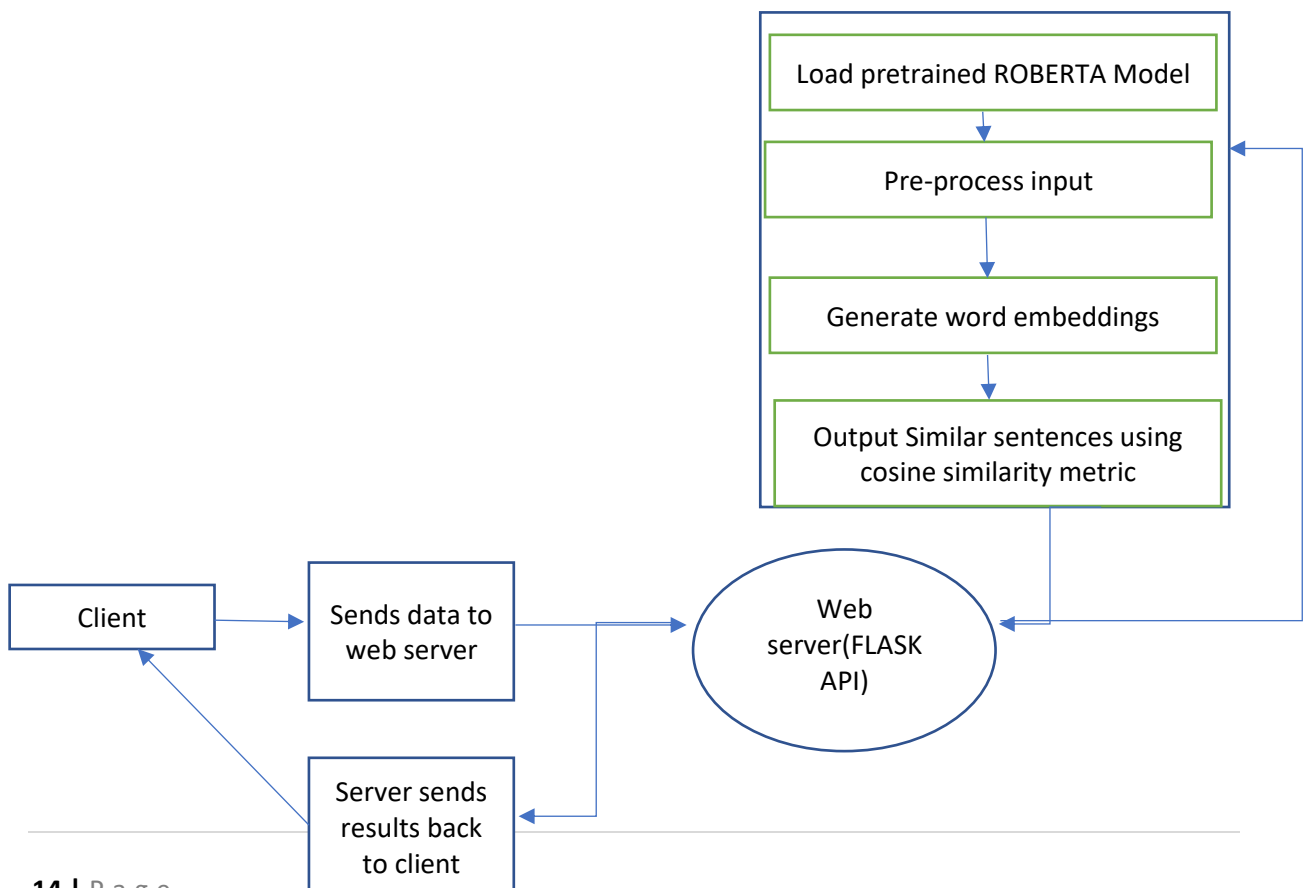 Load pretrained ROBERTA Model
Pre-process input
Generate word embeddings
Output Similar sentences using
cosine similarity metric
Client
Sends data to
web server
Web
server(FLASK
API)
Server sends
results back
to client
14 | P a g e